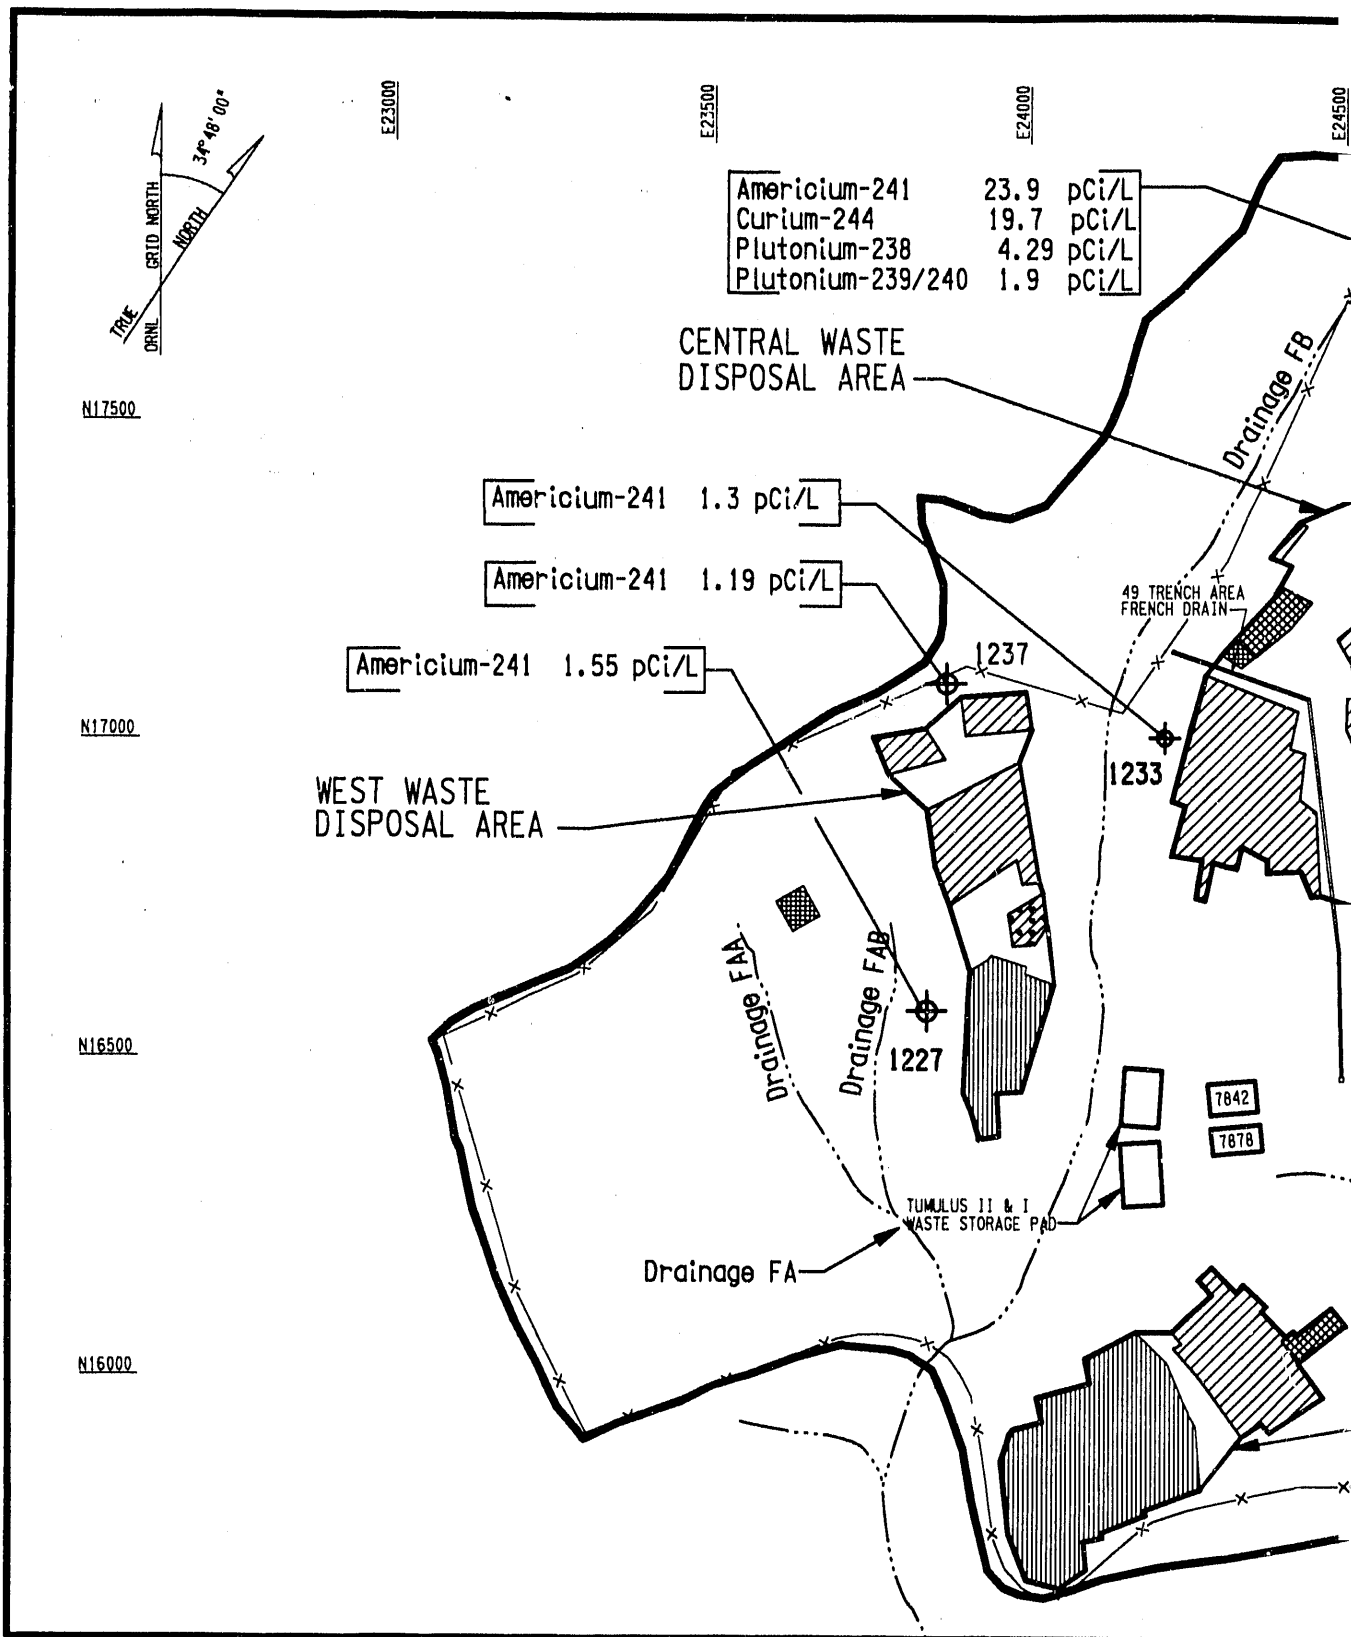 E23000
E23500
E24000
E24500
34° 48' 00"
GRID NORTH
NORTH
TRUE
ORNL
Americium-241 23.9 pCi/L
Curium-244 19.7 pCi/L
Plutonium-238 4.29 pCi/L
Plutonium-239/240 1.9 pCi/L
CENTRAL WASTE
DISPOSAL AREA
Drainage FB
N17500
Americium-241 1.3 pCi/L
Americium-241 1.19 pCi/L
49 TRENCH AREA
FRENCH DRAIN
1237
Americium-241 1.55 pCi/L
N17000
1233
WEST WASTE
DISPOSAL AREA
Drainage FAA
Drainage FAB
N16500
1227
7842
7878
TUMULUS II & I
WASTE STORAGE PAD
Drainage FA
N16000